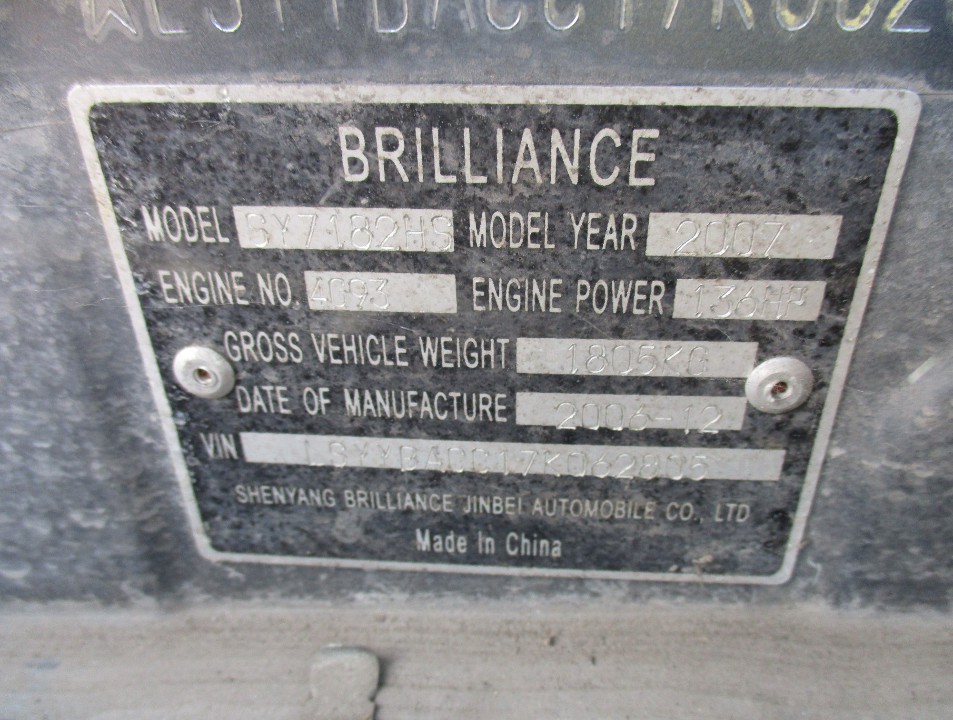 BRILLIANCE
MODEL SY7182HS MODEL YEAR 2007
ENGINE NO. 4G93 ENGINE POWER 136HP
GROSS VEHICLE WEIGHT 1805KG
DATE OF MANUFACTURE 2006-12
VIN
SHENYANG BRILLIANCE JINBEI AUTOMOBILE CO., LTD
Made In China